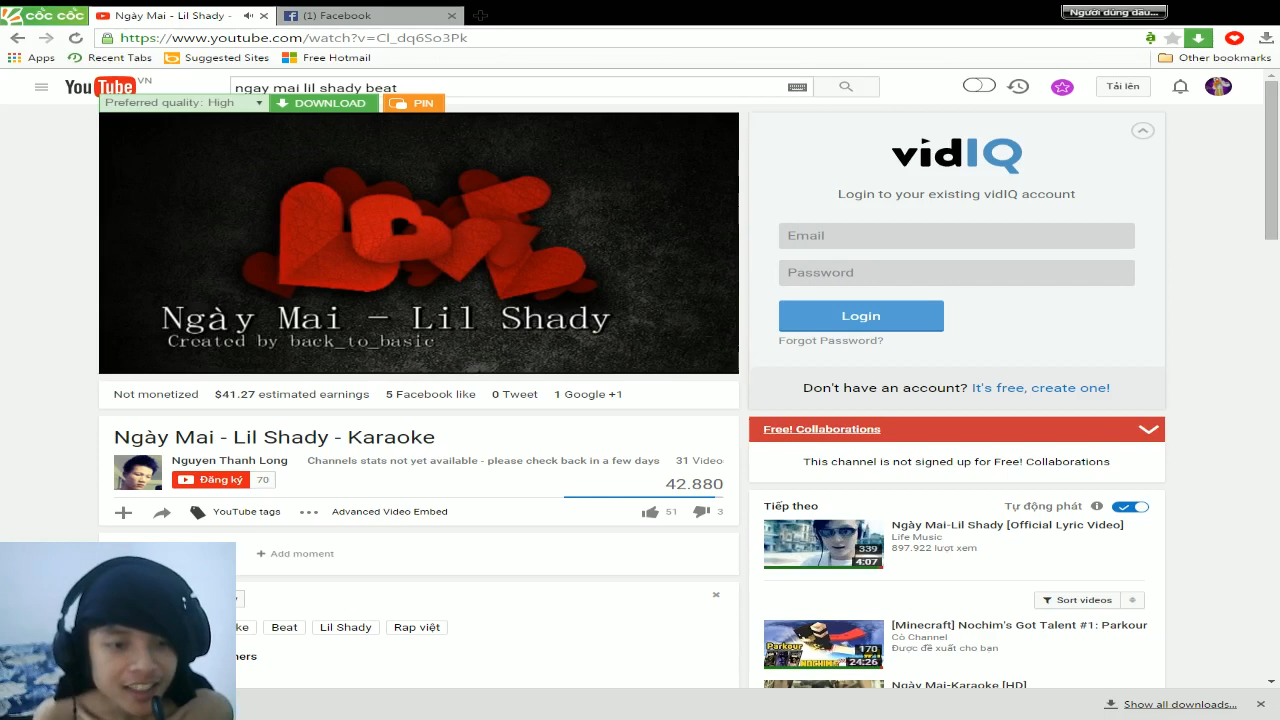 cốc cốc
Ngày Mai - Lil Shady -
(1) Facebook
Người dùng đầu...
https://www.youtube.com/watch?v=Cl_dq6So3Pk
Apps
Recent Tabs
Suggested Sites
Free Hotmail
Other bookmarks
YouTube VN
ngay mai lil shady beat
Tải lên
Preferred quality: High
DOWNLOAD
PIN
Ngày Mai - Lil Shady
Created by back_to_basic
Not monetized $41.27 estimated earnings 5 Facebook like 0 Tweet 1 Google +1
Ngày Mai - Lil Shady - Karaoke
Nguyen Thanh Long
Channels stats not yet available - please check back in a few days
31 Video
Đăng ký 70
42.880
YouTube tags
Advanced Video Embed
51
3
Add moment
ke
Beat
Lil Shady
Rap việt
ners
vidIQ
Login to your existing vidIQ account
Email
Password
Login
Forgot Password?
Don't have an account? It's free, create one!
Free! Collaborations
This channel is not signed up for Free! Collaborations
Tiếp theo
Tự động phát
339
4:07
Ngày Mai-Lil Shady [Official Lyric Video]
Life Music
897.922 lượt xem
Sort videos
Parkour
170
24:26
[Minecraft] Nochim's Got Talent #1: Parkour
Cò Channel
Được đề xuất cho bạn
Ngày Mai-Karaoke [HD]
Show all downloads...